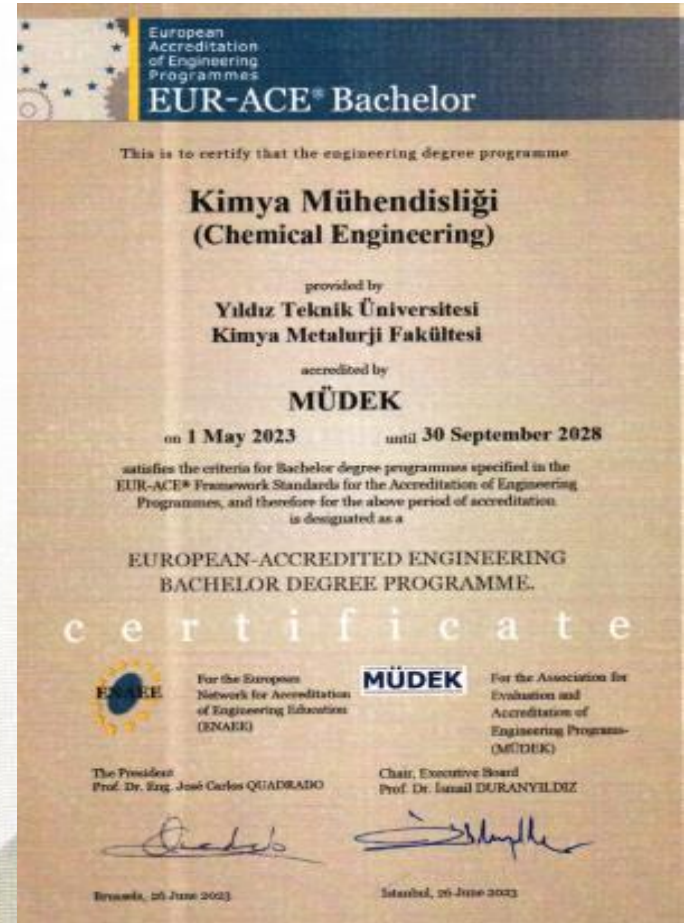 European
Accreditation
of Engineering
Programmes
EUR-ACE® Bachelor
This is to certify that the engineering degree programme
Kimya Mühendisliği
(Chemical Engineering)
provided by
Yıldız Teknik Üniversitesi
Kimya Metalurji Fakültesi
accredited by
MÜDEK
on 1 May 2023 until 30 September 2028
satisfies the criteria for Bachelor degree programmes specified in the
EUR-ACE® Framework Standards for the Accreditation of Engineering
Programmes, and therefore for the above period of accreditation
is designated as a
EUROPEAN-ACCREDITED ENGINEERING
BACHELOR DEGREE PROGRAMME.
certificate
ENAEE
For the European
Network for Accreditation
of Engineering Education
(ENAEE)
MÜDEK
For the Association for
Evaluation and
Accreditation of
Engineering Programs-
(MÜDEK)
The President
Prof. Dr. Eng. José Carlos QUADRADO
Chair, Executive Board
Prof. Dr. İsmail DURANYILDIZ
Brussels, 26 June 2023
Istanbul, 26 June 2023